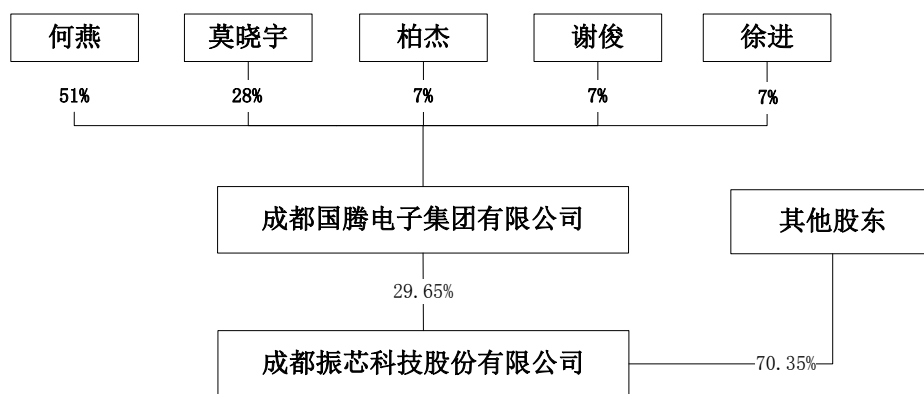 何燕 莫晓宇 柏杰 谢俊 徐进
51% 28% 7% 7% 7%
成都国腾电子集团有限公司 其他股东
29.65%
成都振芯科技股份有限公司 70.35%